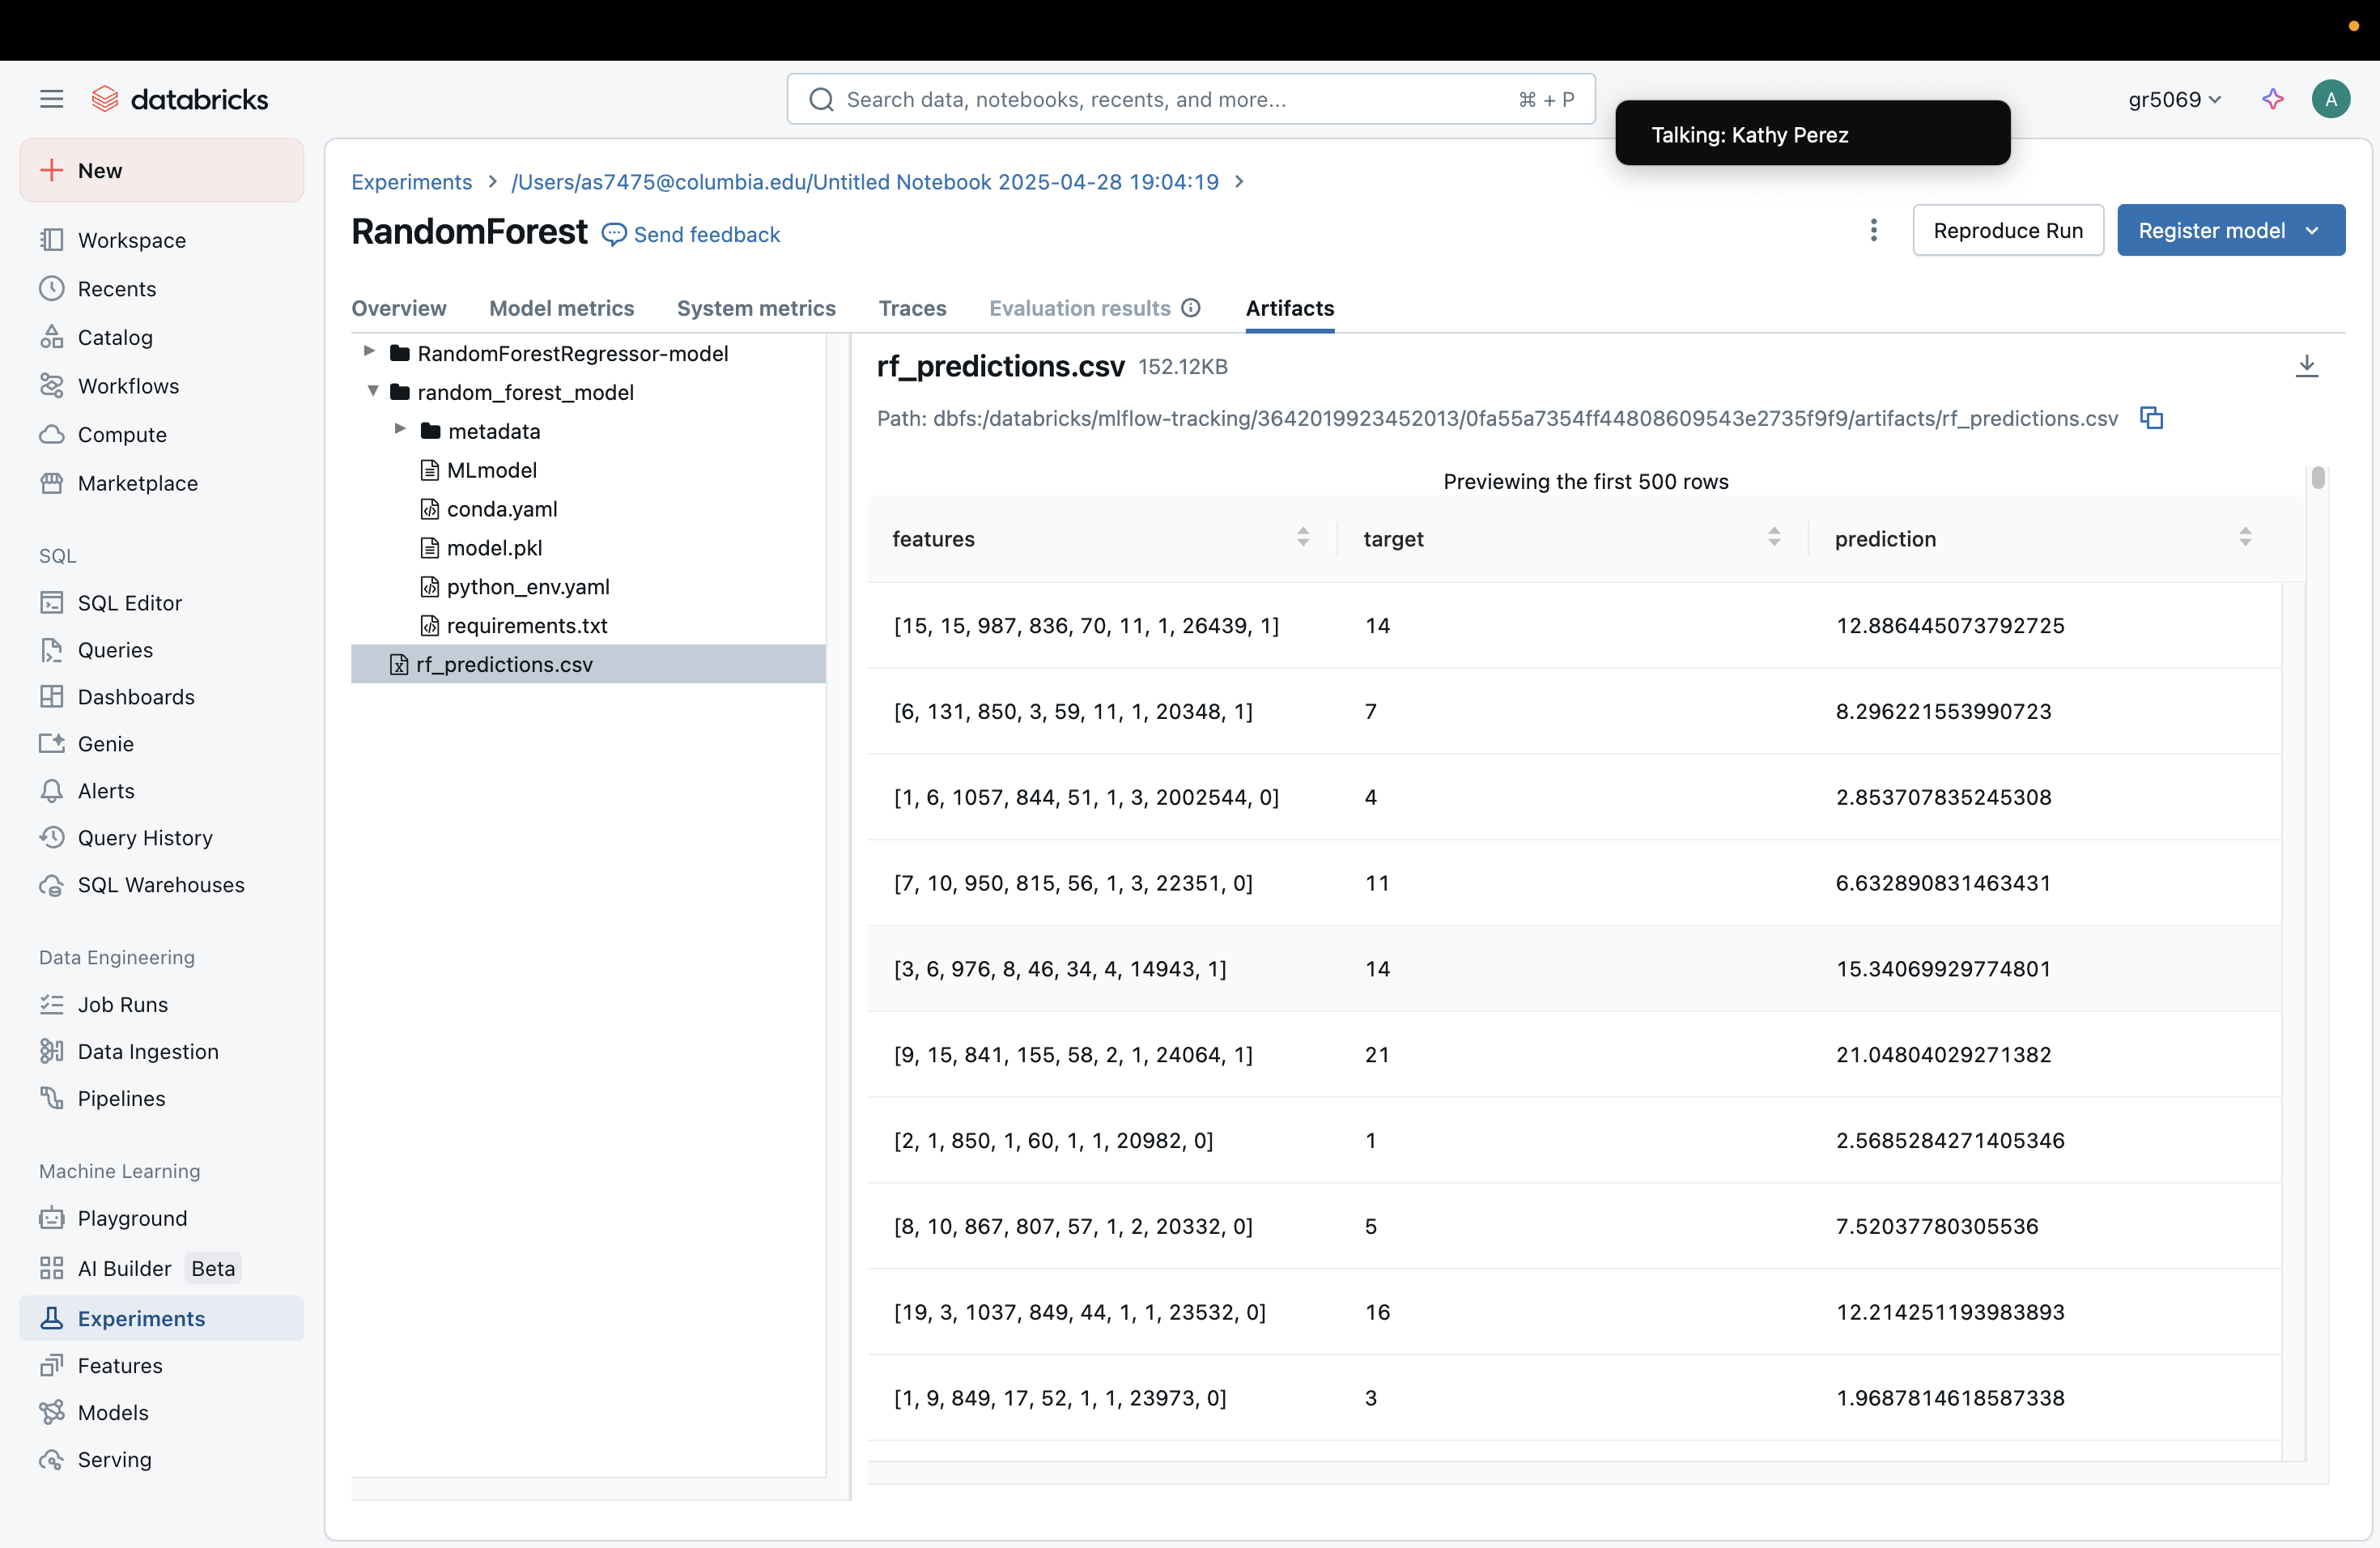 databricks
Search data, notebooks, recents, and more...
⌘ + P
gr5069
A
Talking: Kathy Perez
New
Workspace
Recents
Catalog
Workflows
Compute
Marketplace
SQL
SQL Editor
Queries
Dashboards
Genie
Alerts
Query History
SQL Warehouses
Data Engineering
Job Runs
Data Ingestion
Pipelines
Machine Learning
Playground
AI Builder Beta
Experiments
Features
Models
Serving
Experiments > /Users/as7475@columbia.edu/Untitled Notebook 2025-04-28 19:04:19 >
RandomForest Send feedback
Reproduce Run
Register model
Overview Model metrics System metrics Traces Evaluation results Artifacts
RandomForestRegressor-model
random_forest_model
metadata
MLmodel
conda.yaml
model.pkl
python_env.yaml
requirements.txt
rf_predictions.csv
rf_predictions.csv 152.12KB
Path: dbfs:/databricks/mlflow-tracking/3642019923452013/0fa55a7354ff44808609543e2735f9f9/artifacts/rf_predictions.csv
Previewing the first 500 rows
features target prediction
[15, 15, 987, 836, 70, 11, 1, 26439, 1] 14 12.886445073792725
[6, 131, 850, 3, 59, 11, 1, 20348, 1] 7 8.296221553990723
[1, 6, 1057, 844, 51, 1, 3, 2002544, 0] 4 2.853707835245308
[7, 10, 950, 815, 56, 1, 3, 22351, 0] 11 6.632890831463431
[3, 6, 976, 8, 46, 34, 4, 14943, 1] 14 15.34069929774801
[9, 15, 841, 155, 58, 2, 1, 24064, 1] 21 21.04804029271382
[2, 1, 850, 1, 60, 1, 1, 20982, 0] 1 2.5685284271405346
[8, 10, 867, 807, 57, 1, 2, 20332, 0] 5 7.52037780305536
[19, 3, 1037, 849, 44, 1, 1, 23532, 0] 16 12.214251193983893
[1, 9, 849, 17, 52, 1, 1, 23973, 0] 3 1.9687814618587338